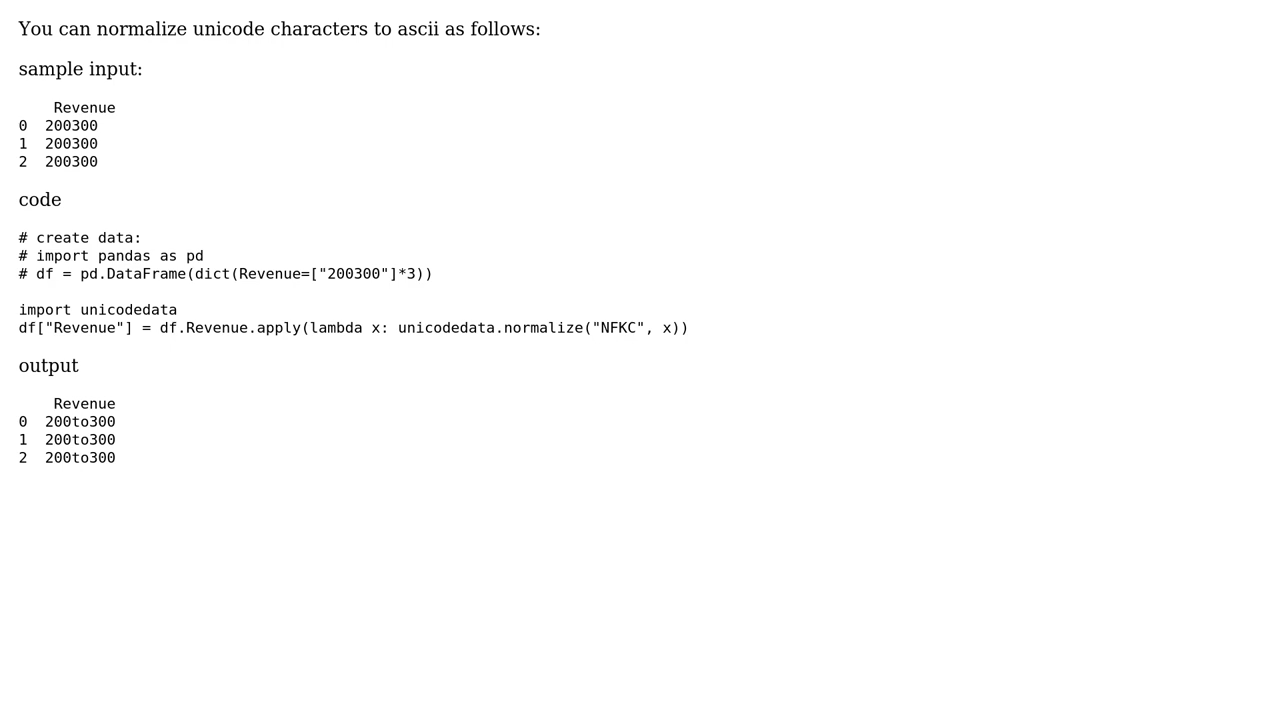 You can normalize unicode characters to ascii as follows:
sample input:
    Revenue
0  200300
1  200300
2  200300
code
# create data:
# import pandas as pd
# df = pd.DataFrame(dict(Revenue=["200300"]*3))
import unicodedata
df["Revenue"] = df.Revenue.apply(lambda x: unicodedata.normalize("NFKC", x))
output
    Revenue
0  200to300
1  200to300
2  200to300